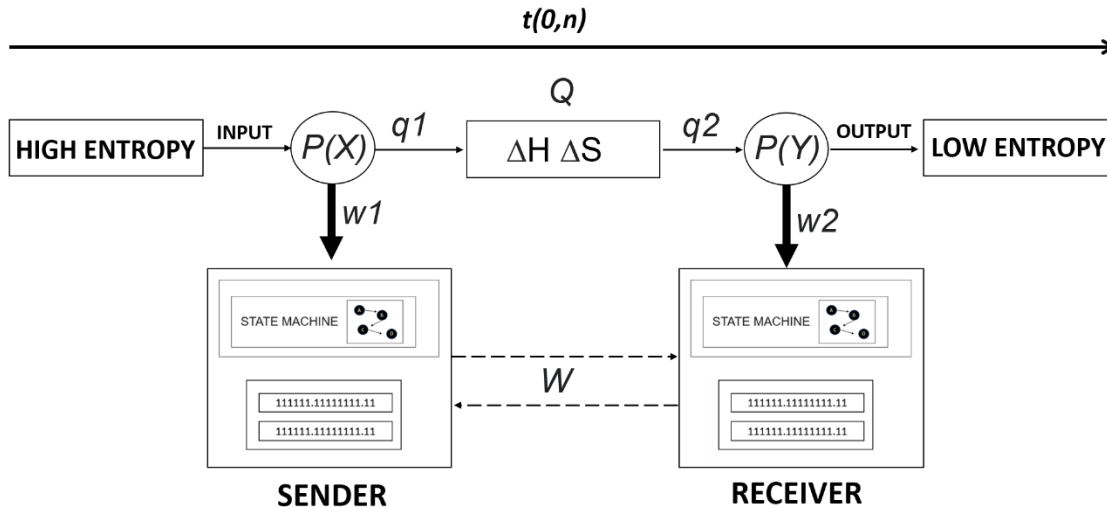 t(0,n)
Q
HIGH ENTROPY
INPUT
P(X)
q1
ΔH ΔS
q2
P(Y)
OUTPUT
LOW ENTROPY
w1
w2
STATE MACHINE
A
B
C
D
STATE MACHINE
A
B
C
D
W
111111.11111111.11
111111.11111111.11
111111.11111111.11
111111.11111111.11
SENDER
RECEIVER